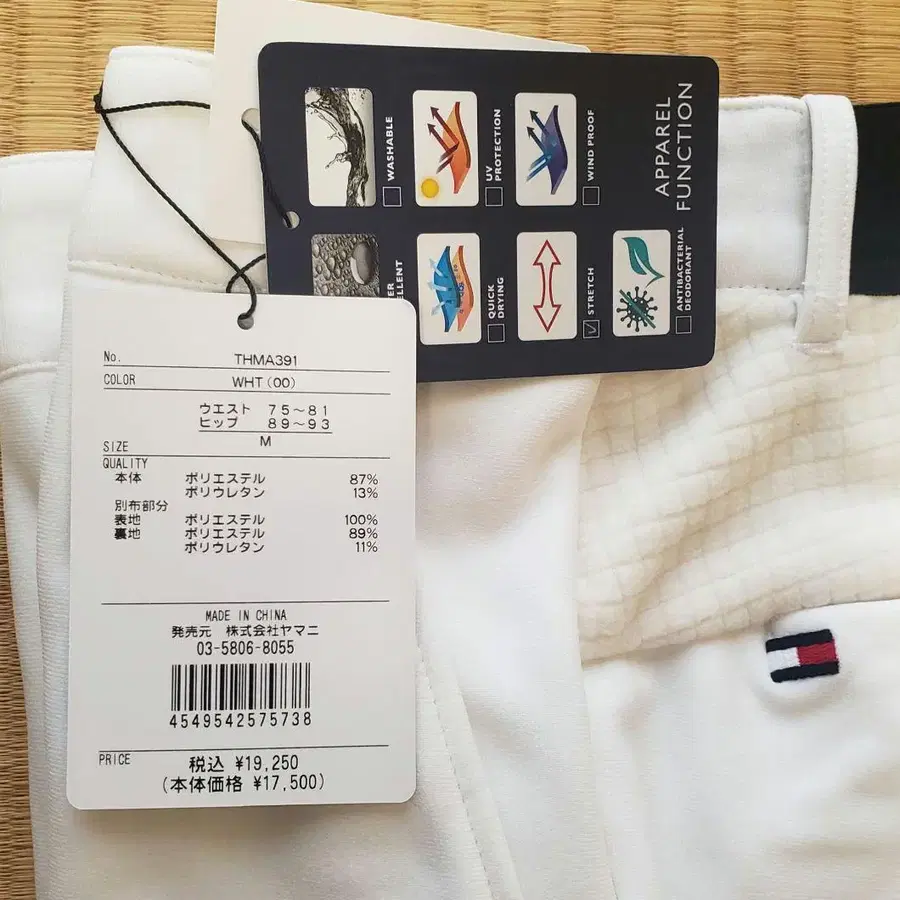 APPAREL
FUNCTION
WASHABLE
UV
PROTECTION
WIND PROOF
QUICK
DRYING
STRETCH
ANTIBACTERIAL
DEODORANT
No. THMA391
COLOR WHT(00)
ウエスト 75~81
ヒップ 89~93
SIZE M
QUALITY
本体 ポリエステル 87%
ポリウレタン 13%
別布部分
表地 ポリエステル 100%
裏地 ポリエステル 89%
ポリウレタン 11%
MADE IN CHINA
発売元 株式会社ヤマニ
03-5806-8055
4549542575738
PRICE 税込 ¥19,250
(本体価格 ¥17,500)